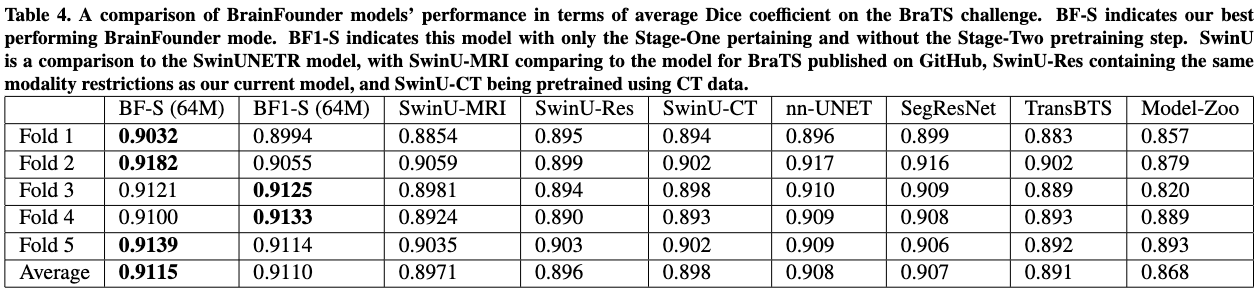 Table 4. A comparison of BrainFounder models' performance in terms of average Dice coefficient on the BraTS challenge. BF-S indicates our best
performing BrainFounder mode. BF1-S indicates this model with only the Stage-One pertaining and without the Stage-Two pretraining step. SwinU
is a comparison to the SwinUNETR model, with SwinU-MRI comparing to the model for BraTS published on GitHub, SwinU-Res containing the same
modality restrictions as our current model, and SwinU-CT being pretrained using CT data.
BF-S (64M) BF1-S (64M) SwinU-MRI SwinU-Res SwinU-CT nn-UNET SegResNet TransBTS Model-Zoo
Fold 1 0.9032 0.8994 0.8854 0.895 0.894 0.896 0.899 0.883 0.857
Fold 2 0.9182 0.9055 0.9059 0.899 0.902 0.917 0.916 0.902 0.879
Fold 3 0.9121 0.9125 0.8981 0.894 0.898 0.910 0.909 0.889 0.820
Fold 4 0.9100 0.9133 0.8924 0.890 0.893 0.909 0.908 0.893 0.889
Fold 5 0.9139 0.9114 0.9035 0.903 0.902 0.909 0.906 0.892 0.893
Average 0.9115 0.9110 0.8971 0.896 0.898 0.908 0.907 0.891 0.868